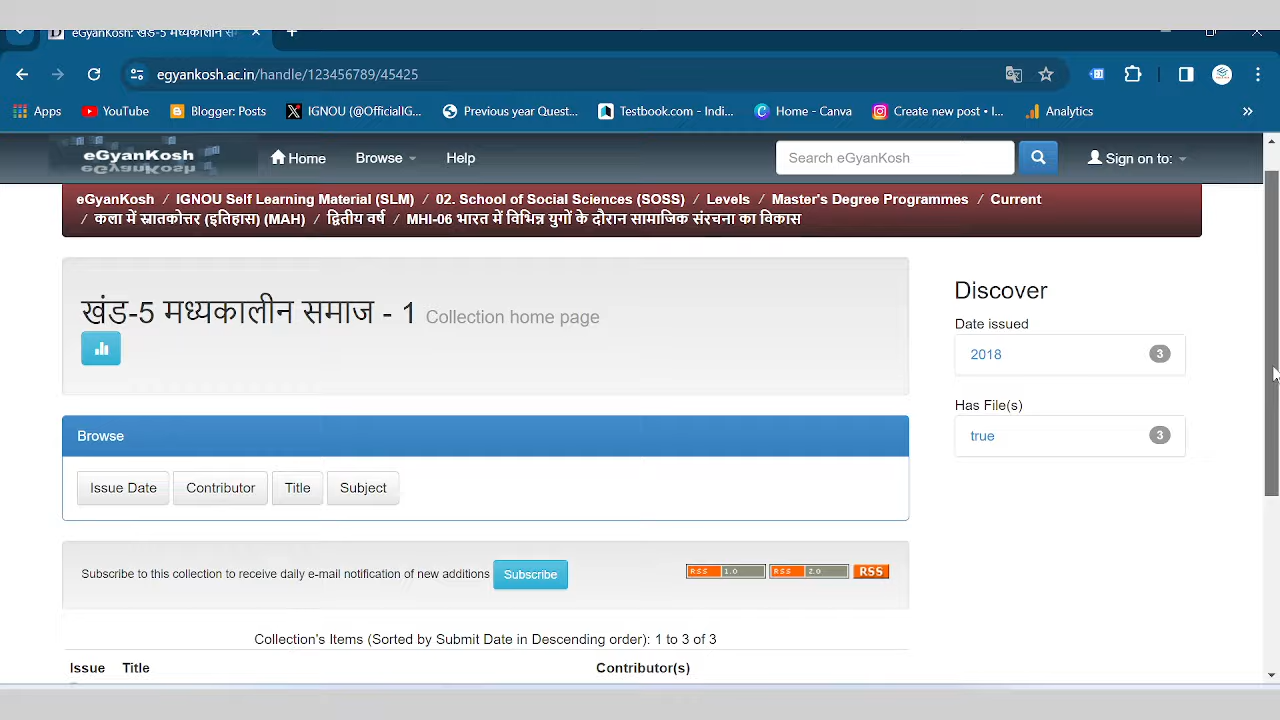 eGyanKosh: खंड-5 मध्यकालीन स
egyankosh.ac.in/handle/123456789/45425
Apps YouTube Blogger: Posts IGNOU (@OfficialIG... Previous year Quest... Testbook.com - Indi... Home - Canva Create new post • I... Analytics »
eGyanKosh Home Browse Help Search eGyanKosh Sign on to:
eGyanKosh / IGNOU Self Learning Material (SLM) / 02. School of Social Sciences (SOSS) / Levels / Master's Degree Programmes / Current
/ कला में स्नातकोत्तर (इतिहास) (MAH) / द्वितीय वर्ष / MHI-06 भारत में विभिन्न युगों के दौरान सामाजिक संरचना का विकास
खंड-5 मध्यकालीन समाज - 1 Collection home page
Browse
Issue Date Contributor Title Subject
Subscribe to this collection to receive daily e-mail notification of new additions Subscribe RSS 1.0 RSS 2.0 RSS
Collection's Items (Sorted by Submit Date in Descending order): 1 to 3 of 3
Issue Title Contributor(s)
Discover
Date issued
2018 3
Has File(s)
true 3